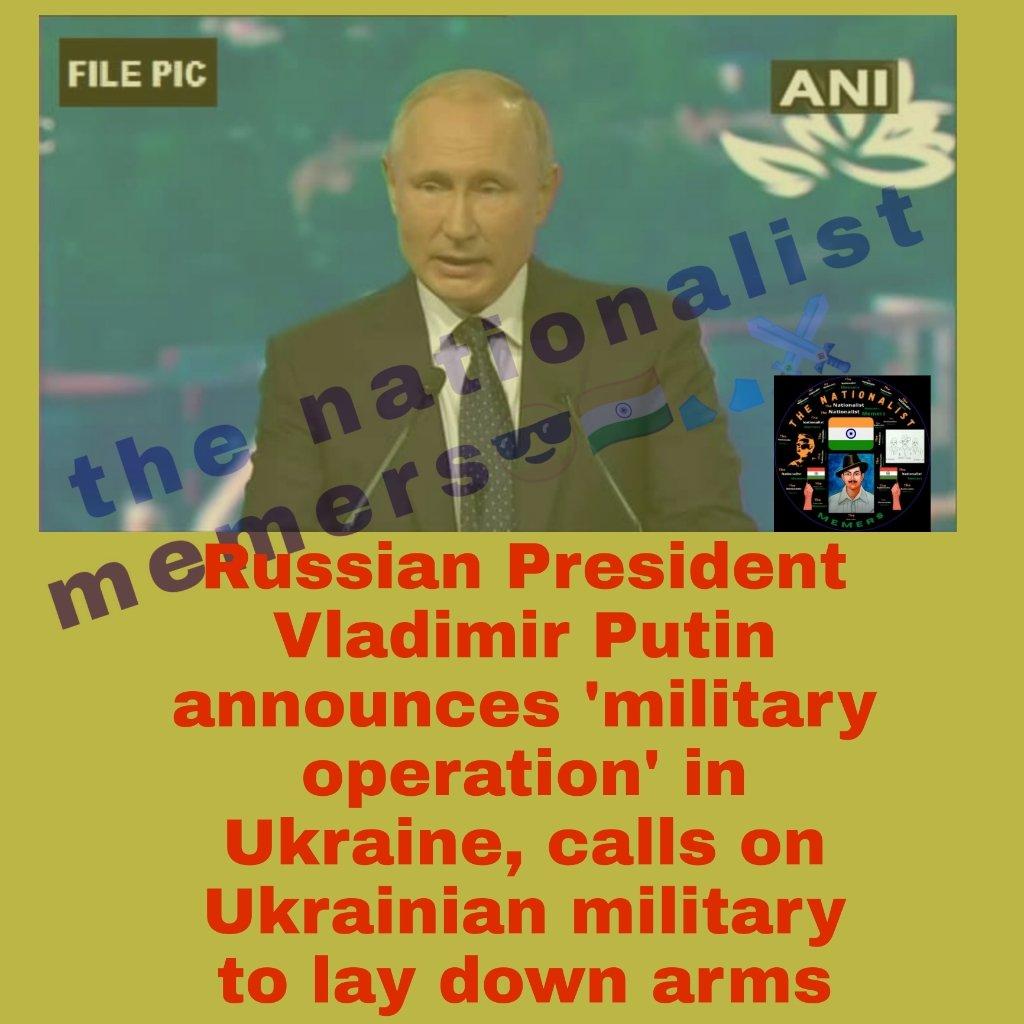 FILE PIC
ANI
the nationalist
memers
THE NATIONALIST
MEMERS
Russian President
Vladimir Putin
announces 'military
operation' in
Ukraine, calls on
Ukrainian military
to lay down arms